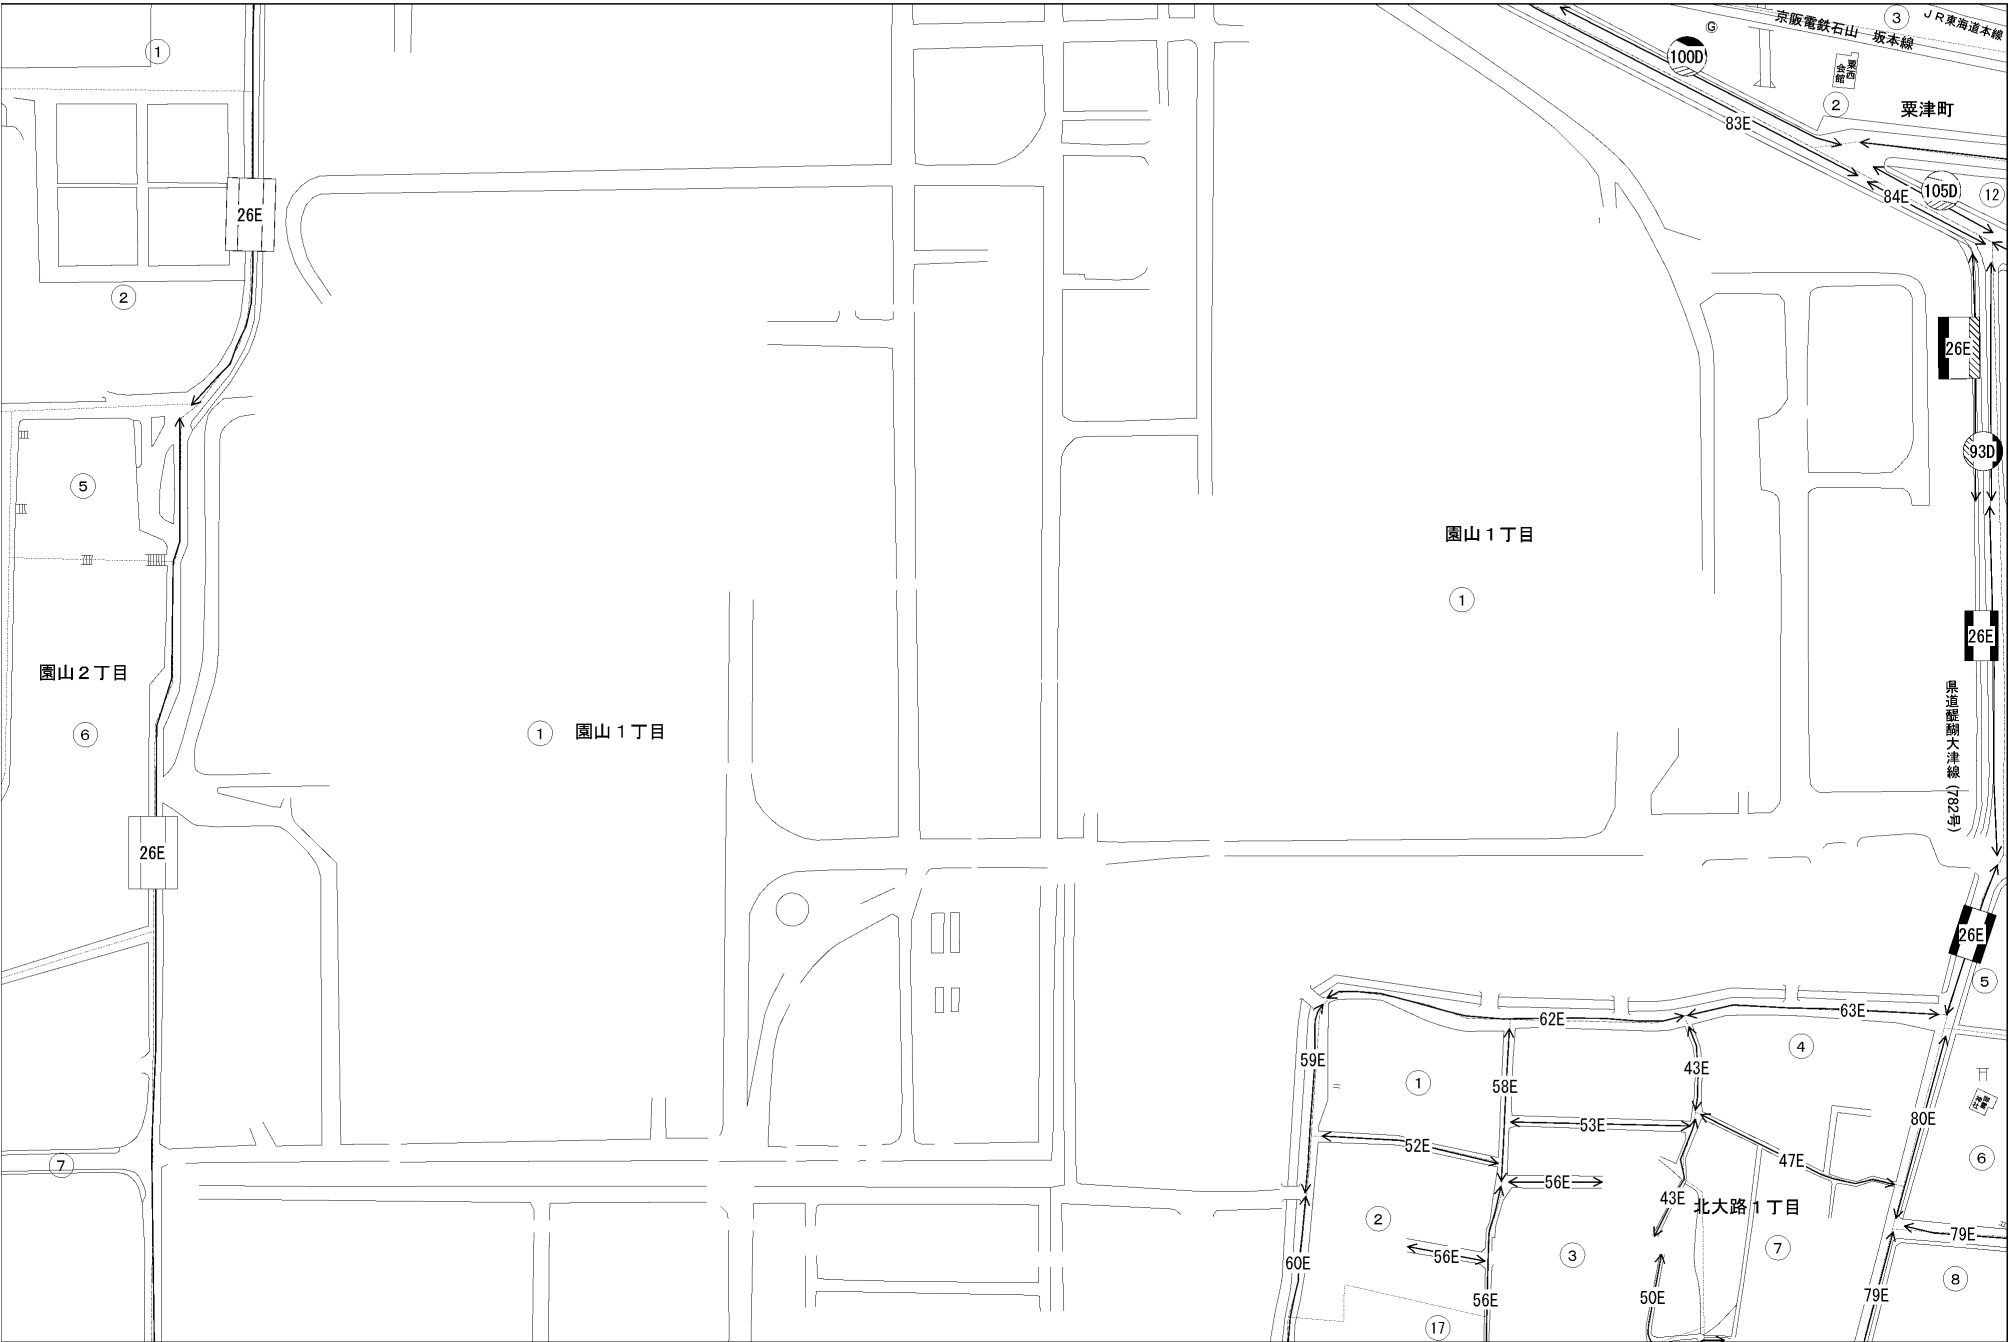 ①
③
京阪電鉄石山　坂本線
ＪＲ東海道本線
Ⓖ
100D
粟西
会館
②
粟津町
83E
84E
105D
⑫
26E
②
26E
93D
⑤
園山１丁目
①
26E
園山２丁目
⑥
①
園山１丁目
県道醍醐大津線 (782号)
26E
26E
⑤
62E
63E
59E
①
58E
43E
④
80E
52E
53E
47E
⑥
⑦
56E
43E
北大路１丁目
②
56E
③
⑦
79E
60E
56E
50E
79E
⑧
⑰